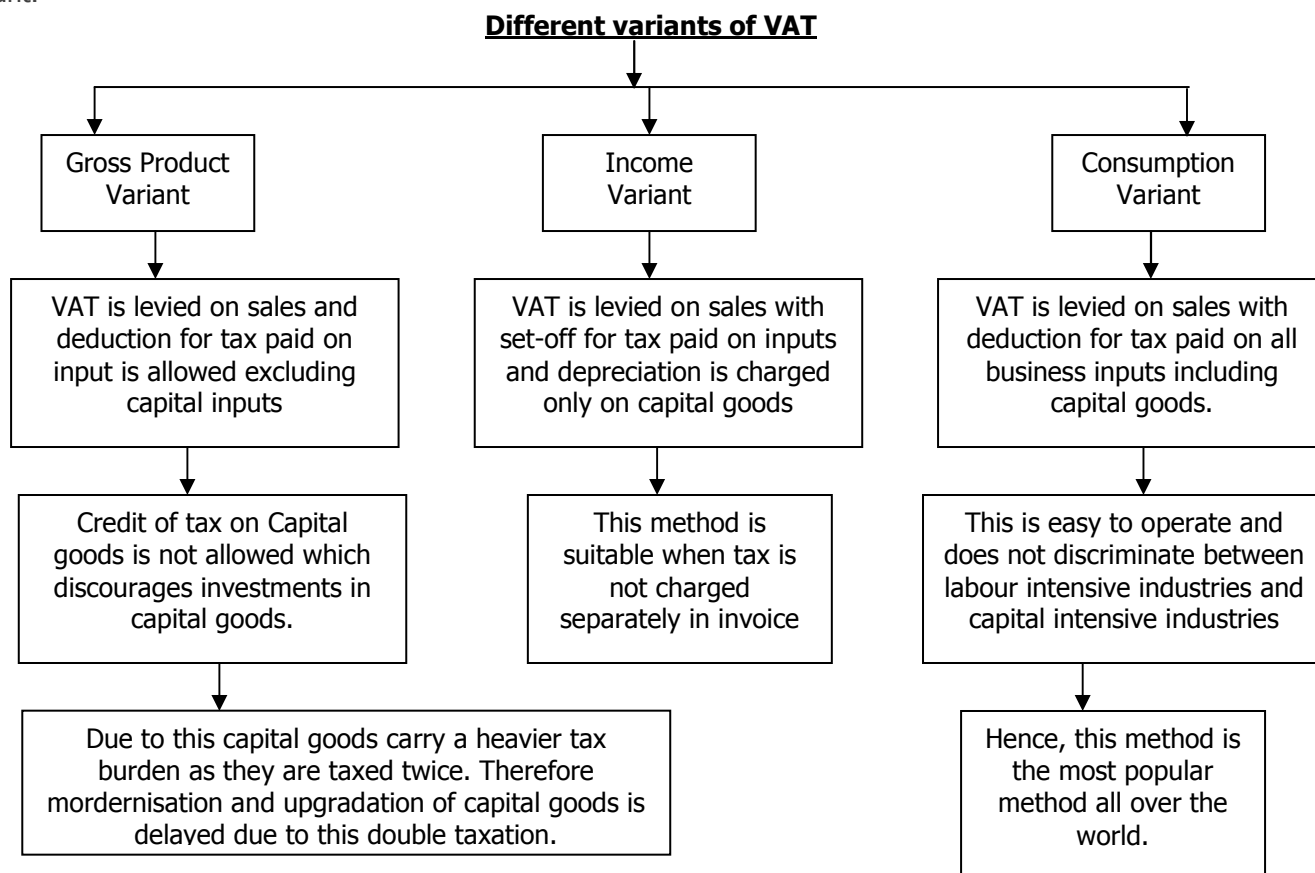 Different variants of VAT
Gross Product
Variant
Income
Variant
Consumption
Variant
VAT is levied on sales and
deduction for tax paid on
input is allowed excluding
capital inputs
VAT is levied on sales with
set-off for tax paid on inputs
and depreciation is charged
only on capital goods
VAT is levied on sales with
deduction for tax paid on all
business inputs including
capital goods.
Credit of tax on Capital
goods is not allowed which
discourages investments in
capital goods.
This method is
suitable when tax is
not charged
separately in invoice
This is easy to operate and
does not discriminate between
labour intensive industries and
capital intensive industries
Due to this capital goods carry a heavier tax
burden as they are taxed twice. Therefore
mordernisation and upgradation of capital goods is
delayed due to this double taxation.
Hence, this method is
the most popular
method all over the
world.